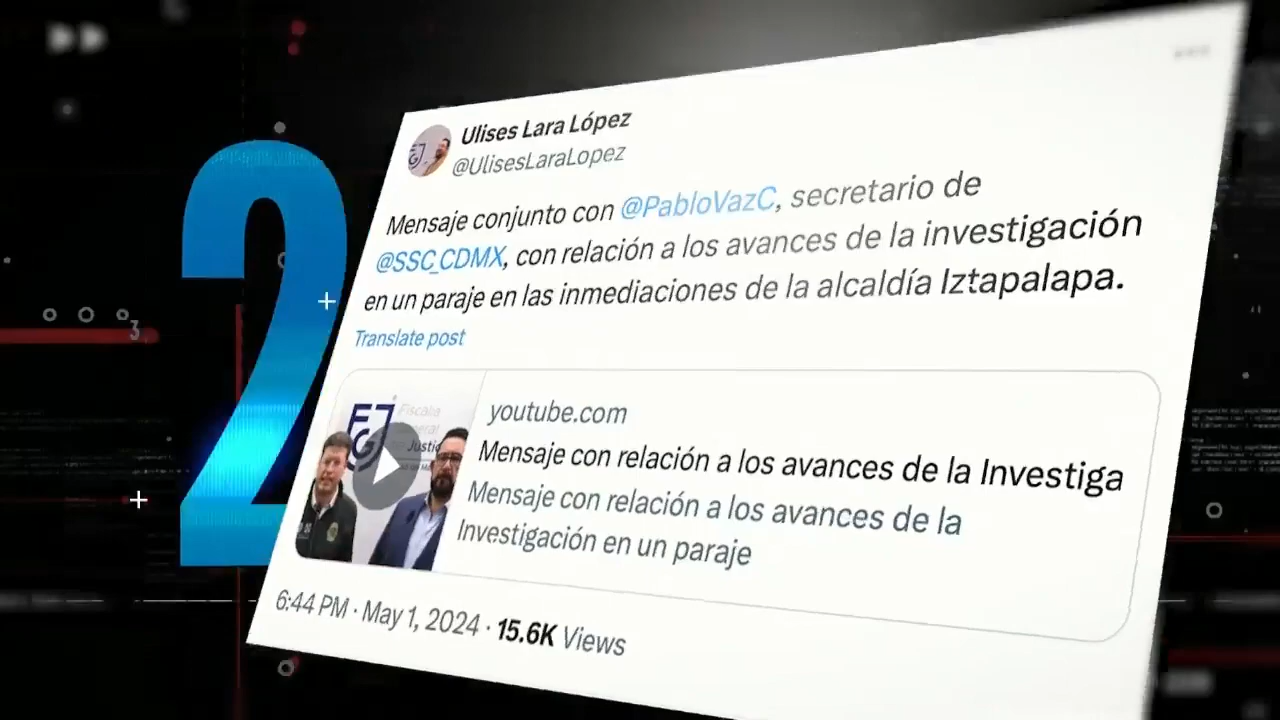 2
3
Ulises Lara López
@UlisesLaraLopez
Mensaje conjunto con @PabloVazC, secretario de
@SSC_CDMX, con relación a los avances de la investigación
en un paraje en las inmediaciones de la alcaldía Iztapalapa.
Translate post
FGJ
Fiscalía
General
Justic
youtube.com
Mensaje con relación a los avances de la Investiga
Mensaje con relación a los avances de la
Investigación en un paraje
6:44 PM · May 1, 2024 · 15.6K Views